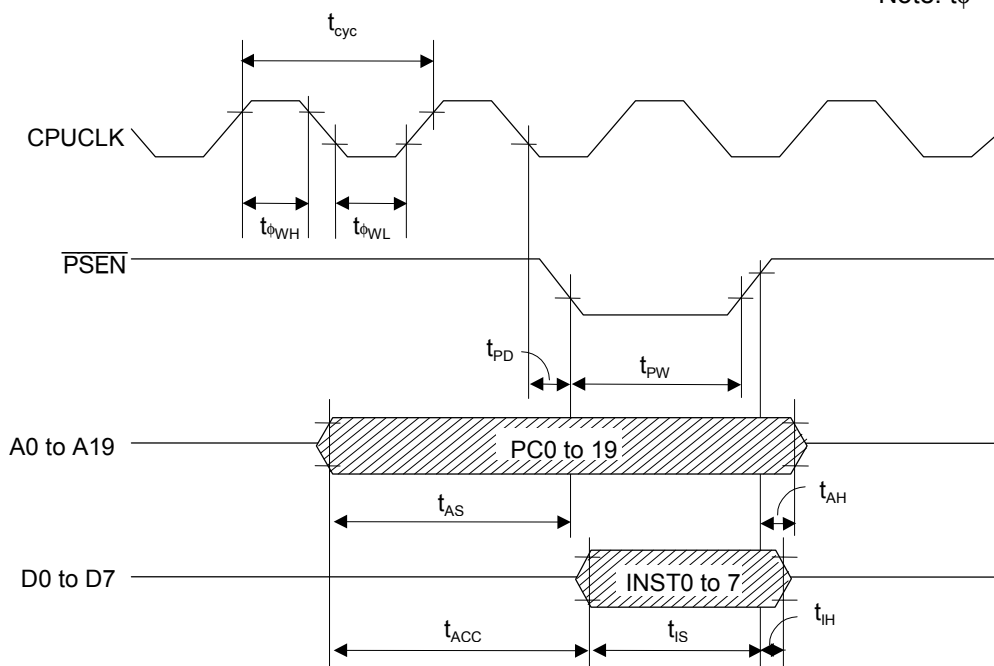 Note: tφ
tcyc
CPUCLK
tφWH
tφWL
PSEN
tPD
tPW
A0 to A19
PC0 to 19
tAS
tAH
D0 to D7
INST0 to 7
tACC
tIS
tIH